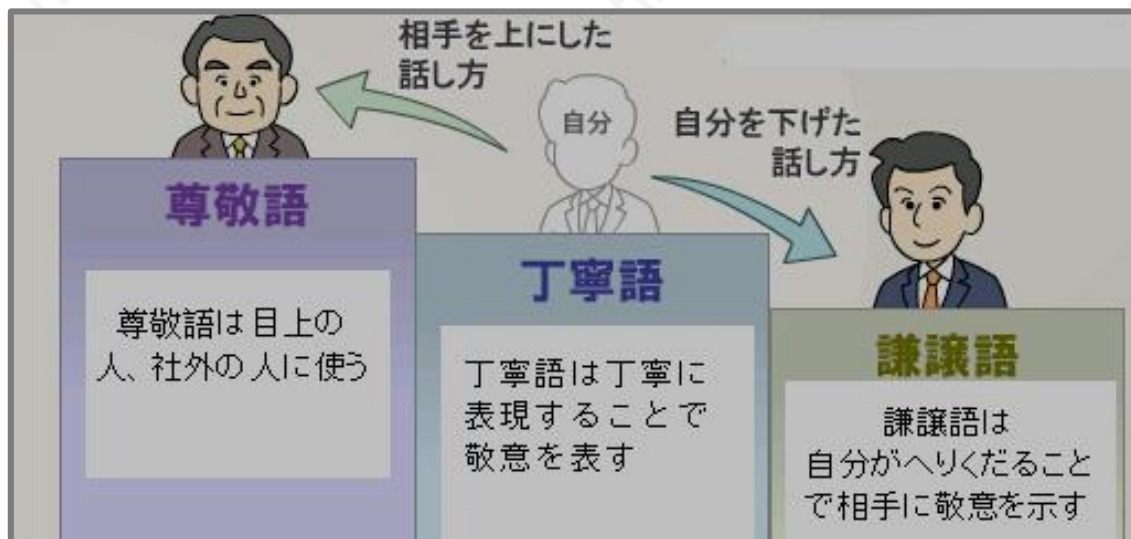 相手を上にした
話し方
自分
自分を下げた
話し方
尊敬語
尊敬語は目上の
人、社外の人に使う
丁寧語
丁寧語は丁寧に
表現することで
敬意を表す
謙譲語
謙譲語は
自分がへりくだること
で相手に敬意を示す